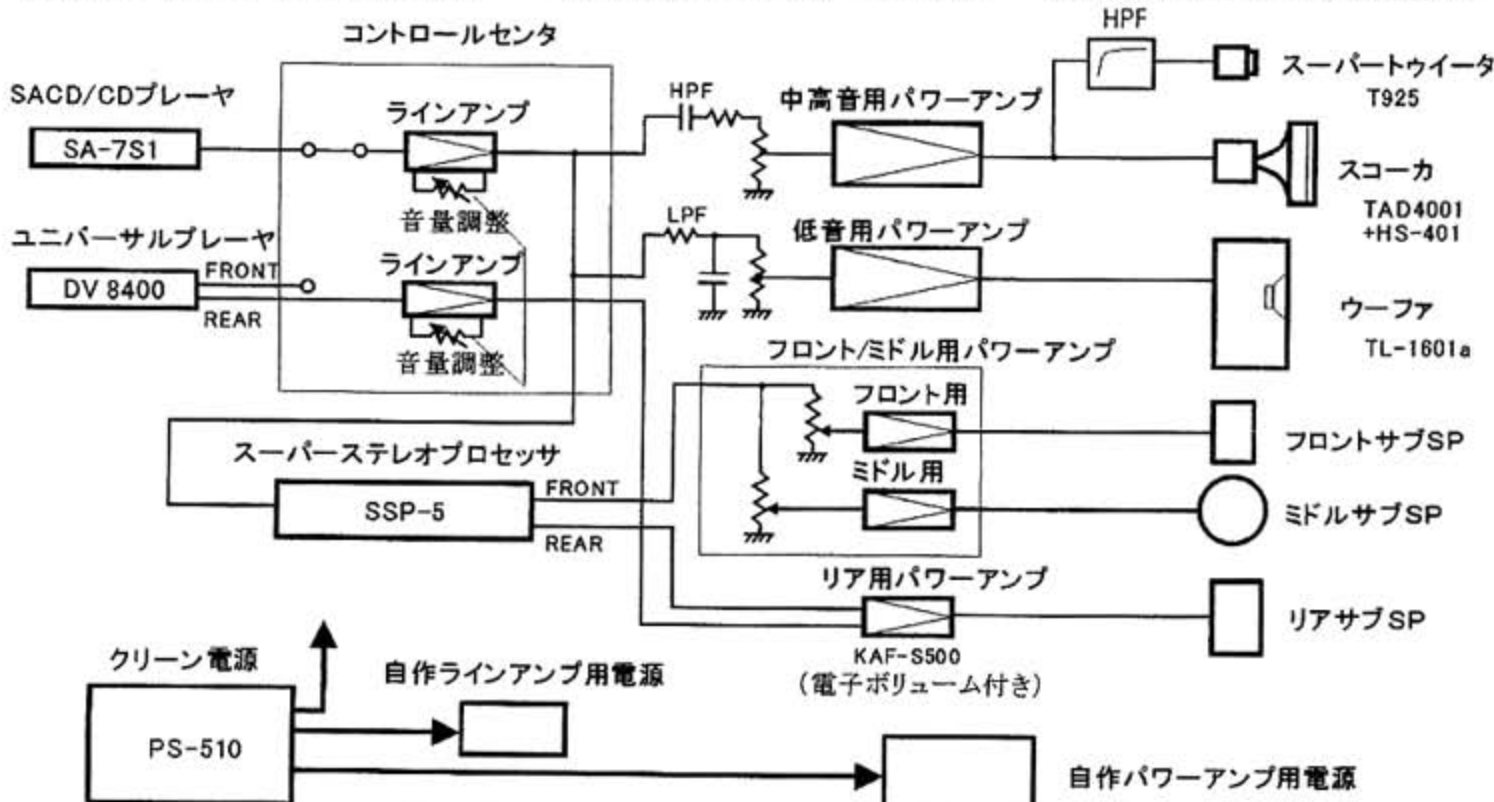 HPF
コントロールセンタ
SACD/CDプレーヤ
ラインアンプ
HPF
中高音用パワーアンプ
スーパートゥイータ
T925
SA-7S1
スコーカ
音量調整
LPF
TAD4001
+HS-401
ユニバーサルプレーヤ
ラインアンプ
低音用パワーアンプ
FRONT
DV 8400
REAR
ウーファ
TL-1601a
音量調整
フロント/ミドル用パワーアンプ
フロント用
フロントサブSP
スーパーステレオプロセッサ
ミドル用
FRONT
SSP-5
ミドルサブSP
REAR
リア用パワーアンプ
リアサブSP
KAF-S500
(電子ボリューム付き)
クリーン電源
自作ラインアンプ用電源
PS-510
自作パワーアンプ用電源